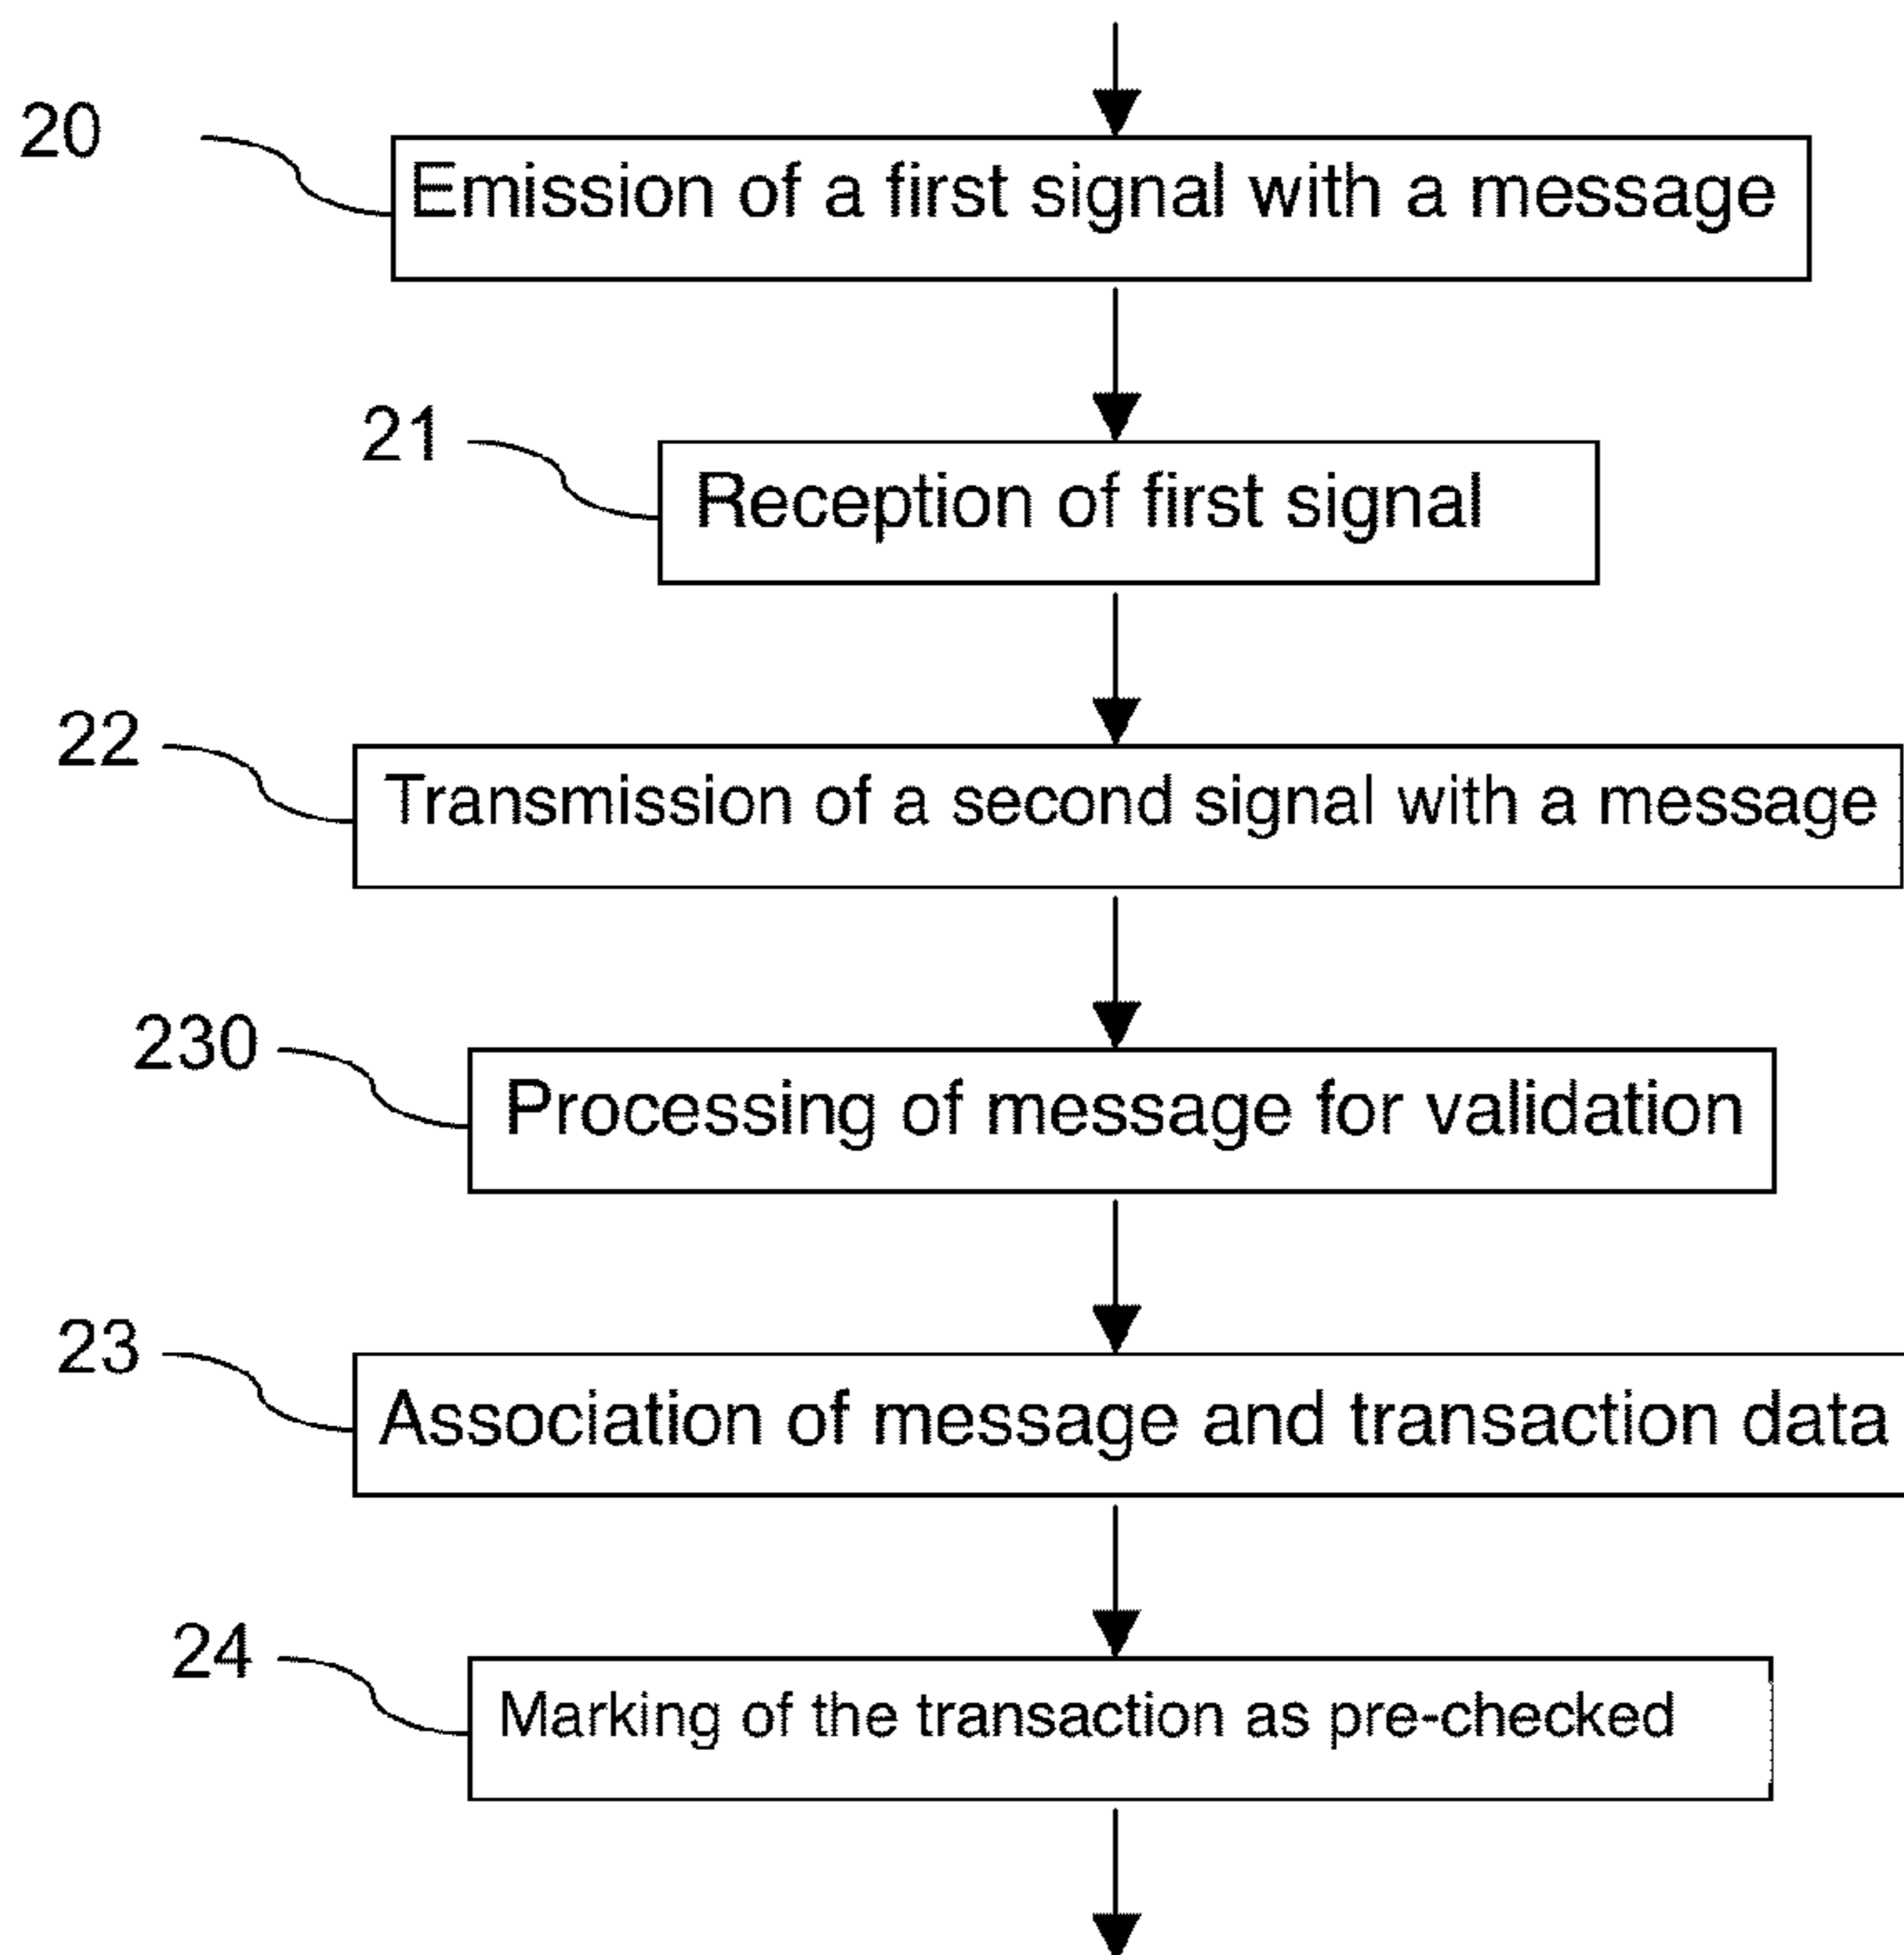 20
Emission of a first signal with a message
21
Reception of first signal
22
Transmission of a second signal with a message
230
Processing of message for validation
23
Association of message and transaction data
24
Marking of the transaction as pre-checked